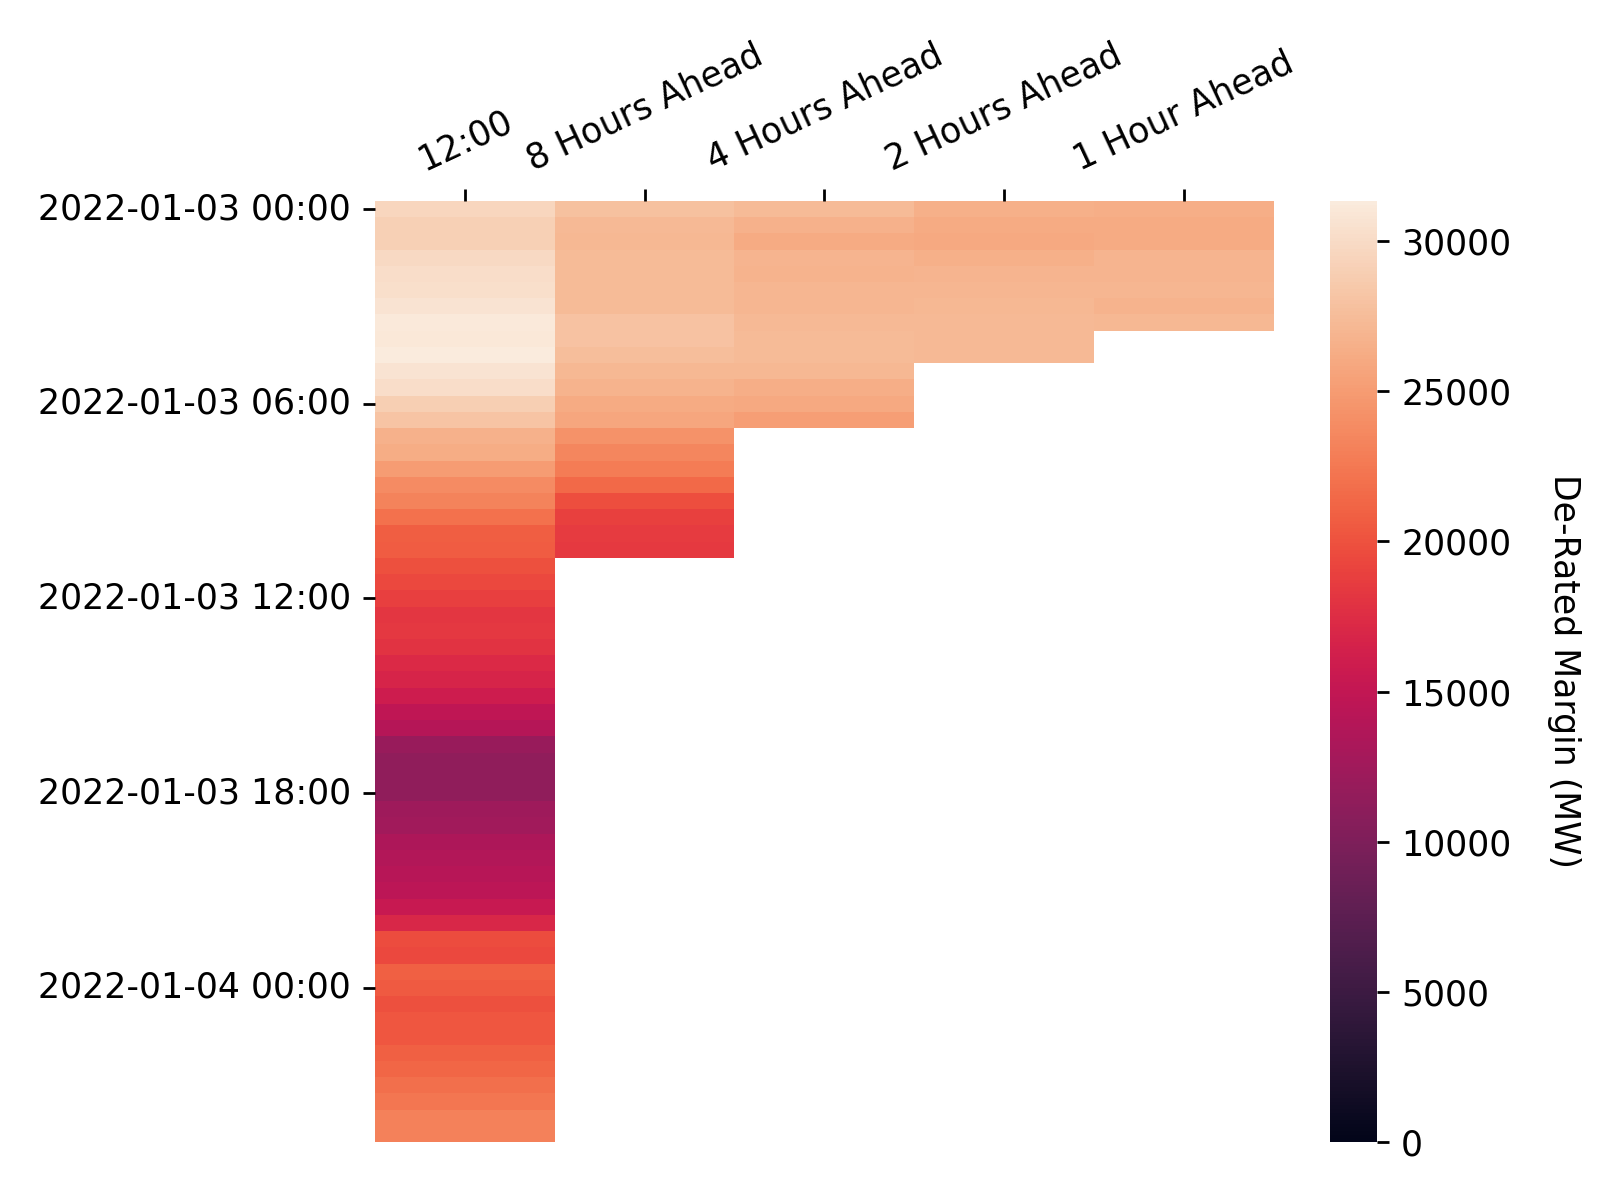 12:00
8 Hours Ahead
4 Hours Ahead
2 Hours Ahead
1 Hour Ahead
2022-01-03 00:00
2022-01-03 06:00
2022-01-03 12:00
2022-01-03 18:00
2022-01-04 00:00
30000
25000
20000
15000
10000
5000
0
De-Rated Margin (MW)